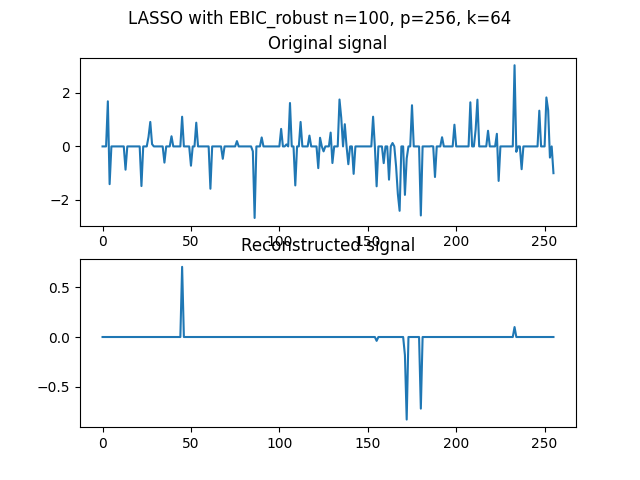 LASSO with EBIC_robust n=100, p=256, k=64
Original signal
2
0
−2
0 50 100 150 200 250
Reconstructed signal
0.5
0.0
−0.5
0 50 100 150 200 250